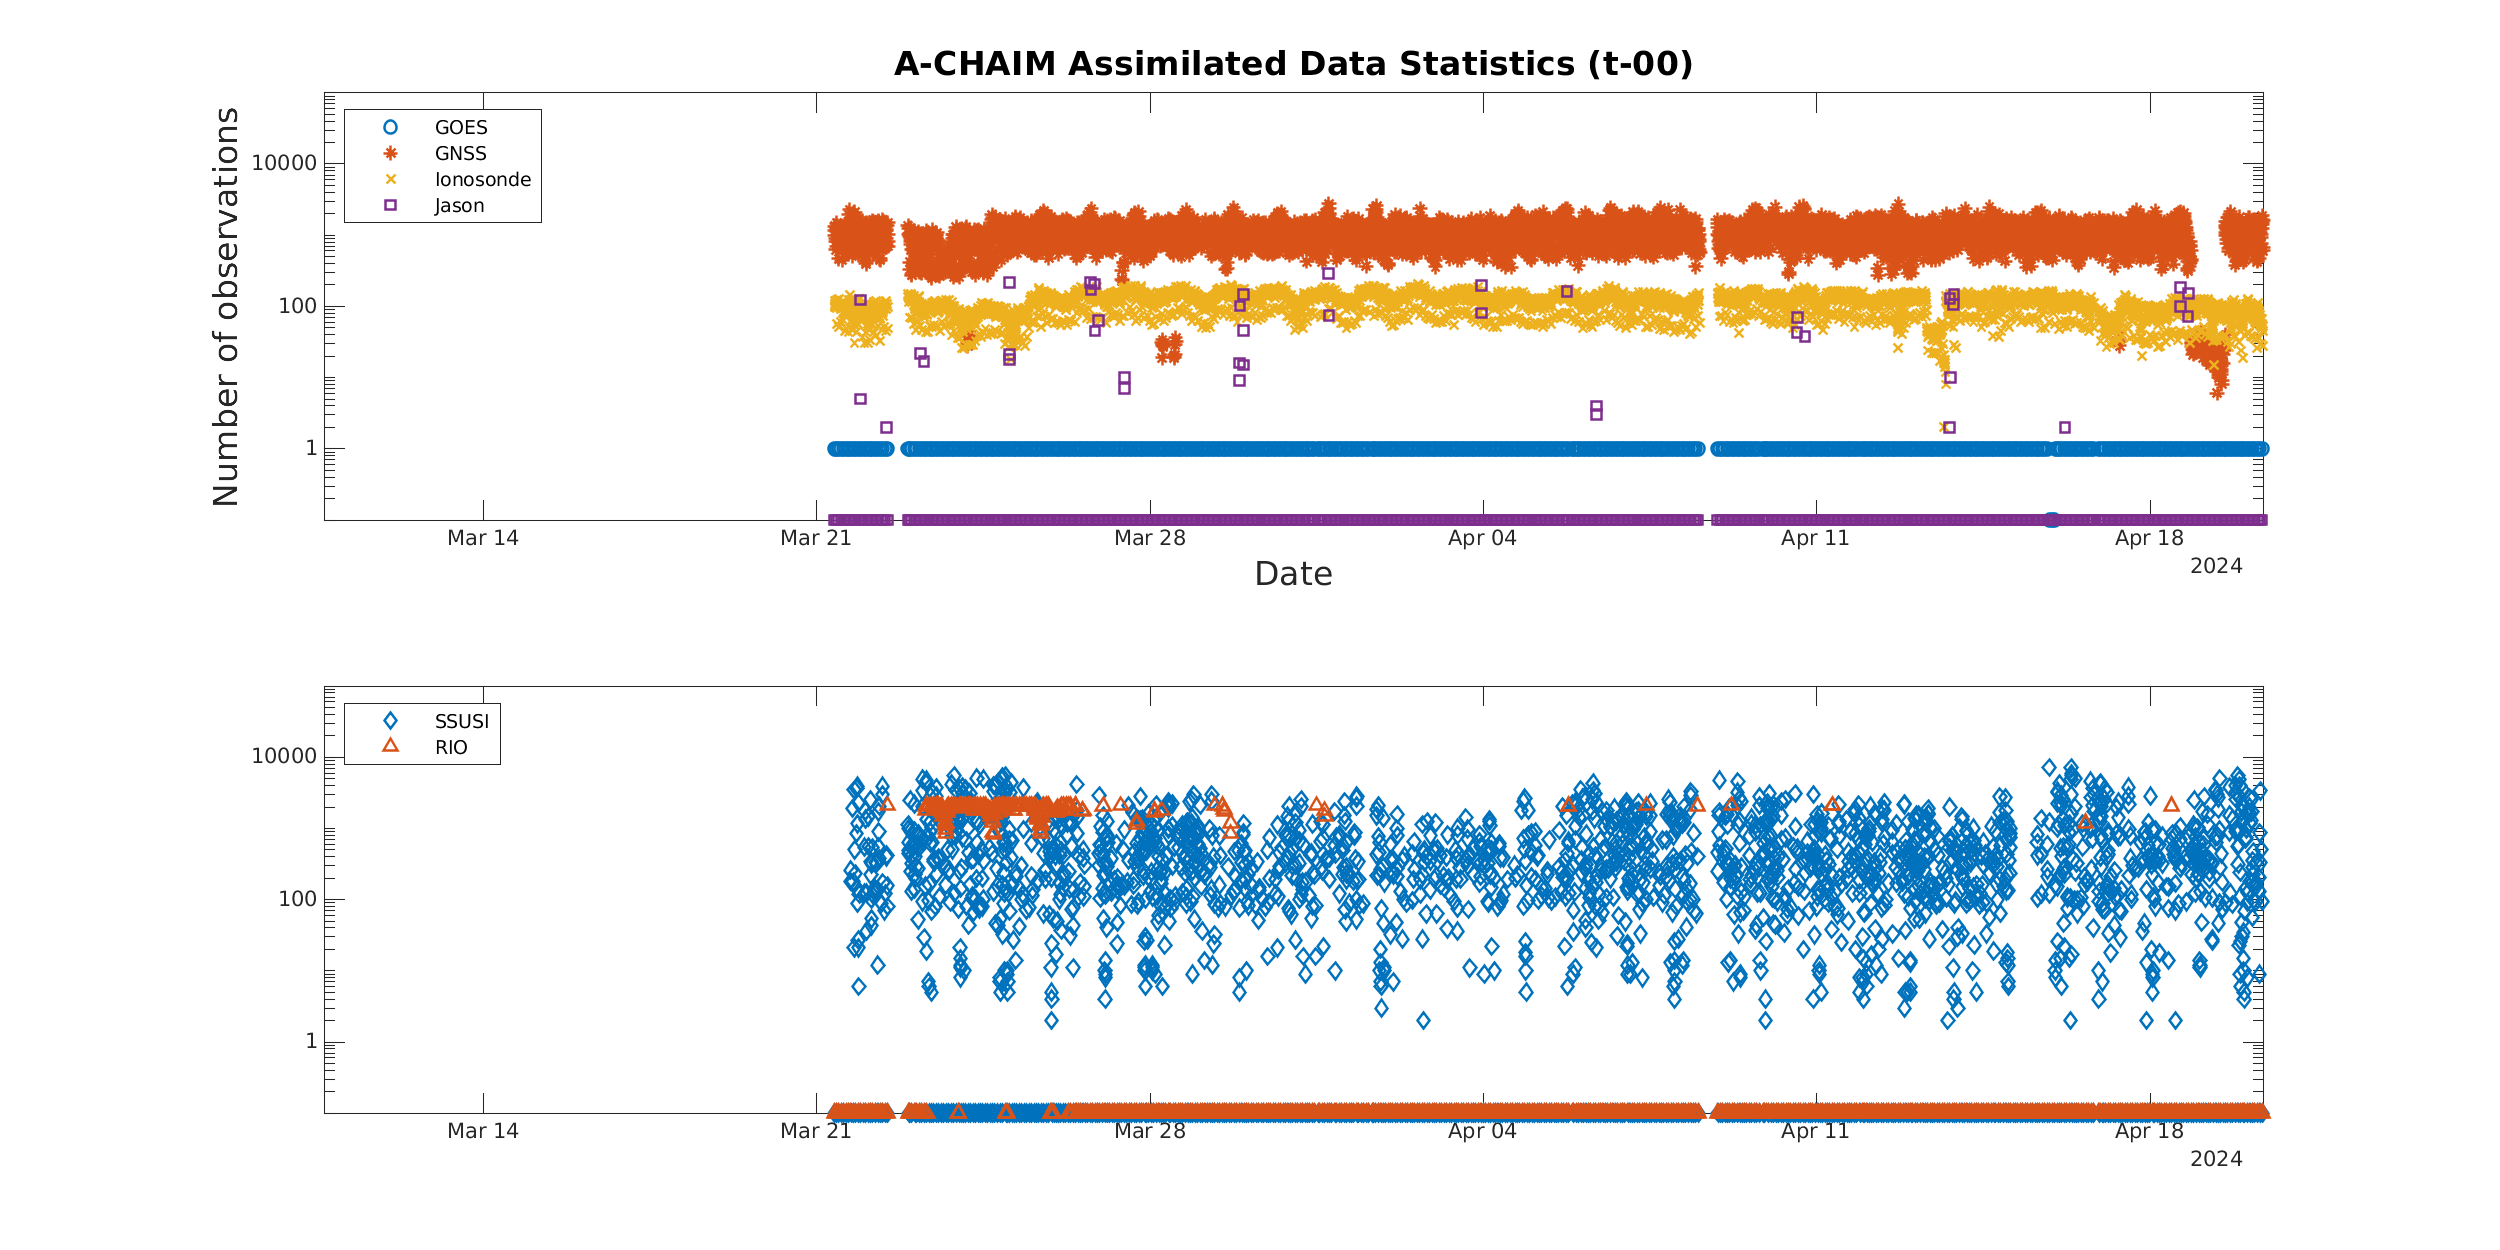 A-CHAIM Assimilated Data Statistics (t-00)
Number of observations
GOES
GNSS
Ionosonde
Jason
10000
100
1
Mar 14 Mar 21 Mar 28 Apr 04 Apr 11 Apr 18
2024
Date
SSUSI
RIO
10000
100
1
Mar 14 Mar 21 Mar 28 Apr 04 Apr 11 Apr 18
2024